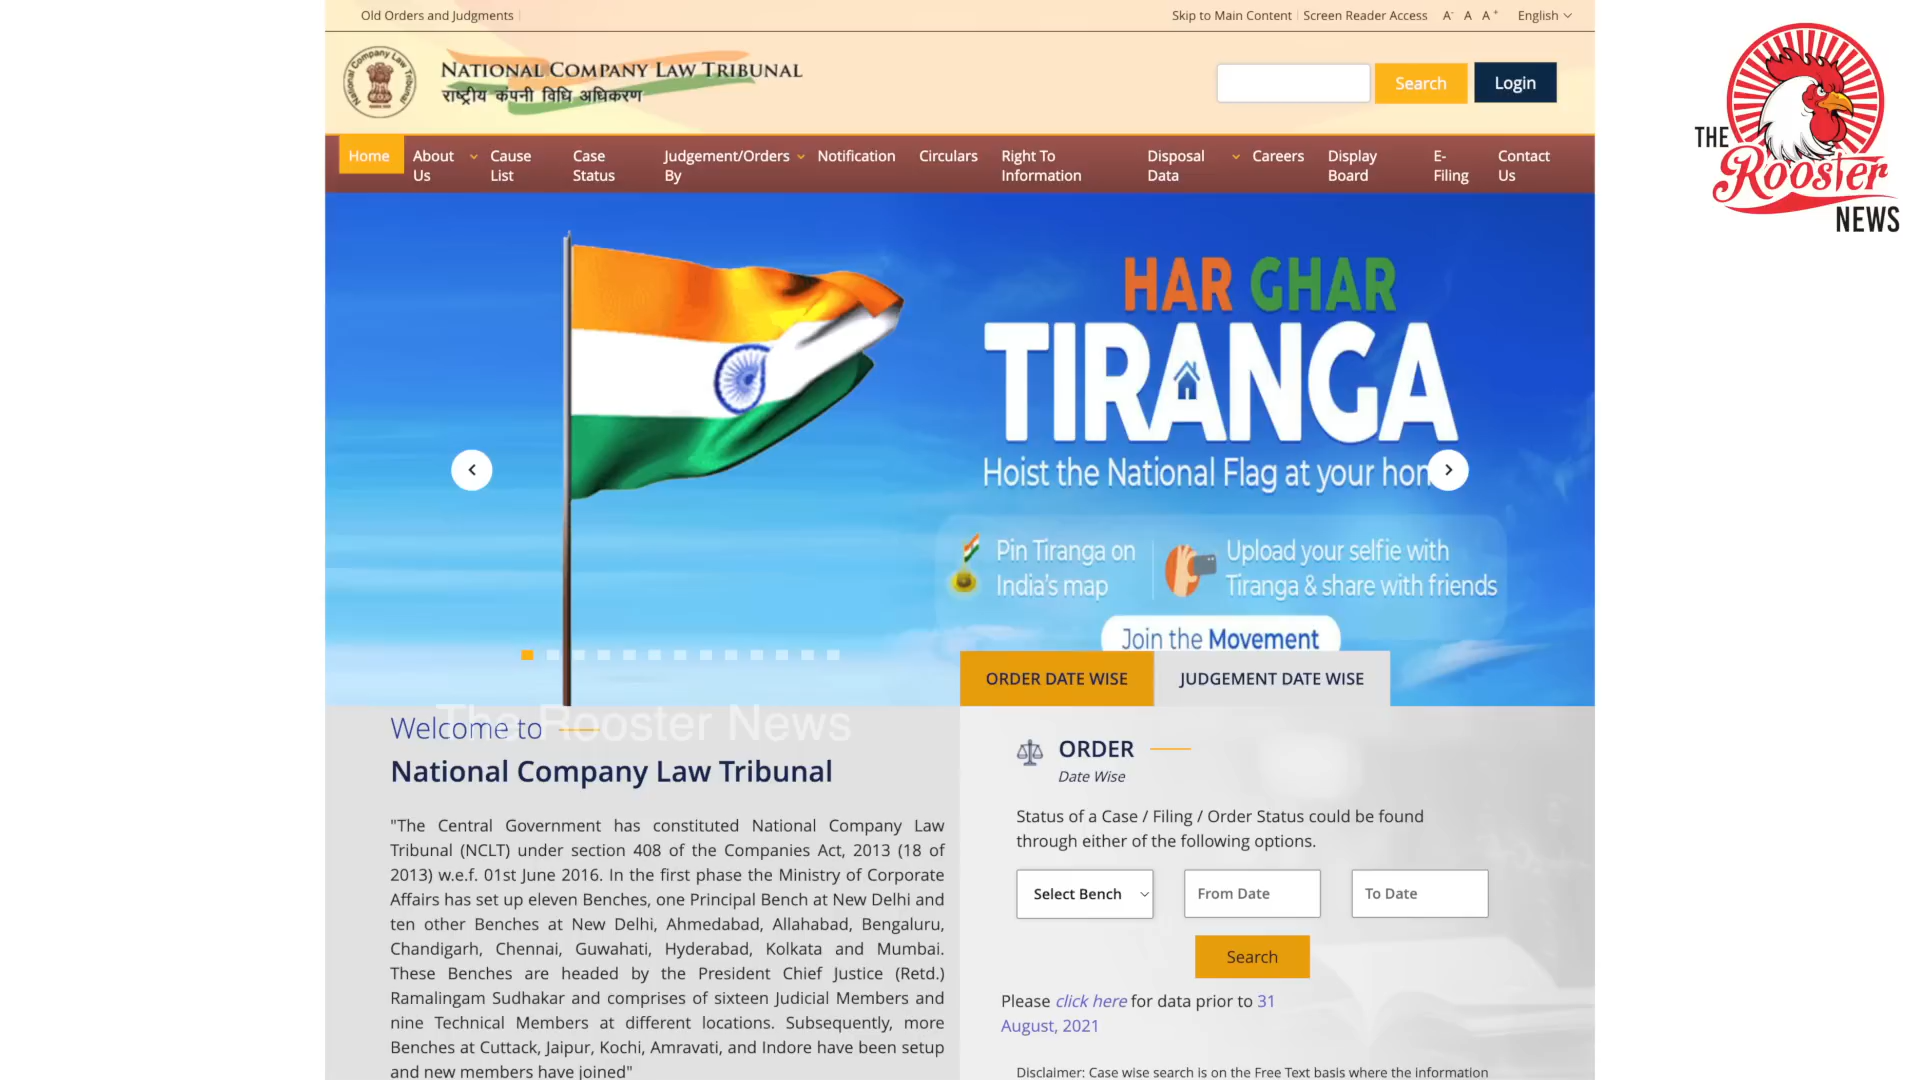 Old Orders and Judgments
Skip to Main Content Screen Reader Access A- A A+ English
NATIONAL COMPANY LAW TRIBUNAL
राष्ट्रीय कंपनी विधि अधिकरण
Search Login
THE Rooster NEWS
Home About Us Cause List Case Status Judgement/Orders By Notification Circulars Right To Information Disposal Data Careers Display Board E-Filing Contact Us
HAR GHAR
TIRANGA
Hoist the National Flag at your
Pin Tiranga on
India's map
Upload your selfie with
Tiranga & share with friends
Join the Movement
ORDER DATE WISE JUDGEMENT DATE WISE
The Rooster News
Welcome to
National Company Law Tribunal
"The Central Government has constituted National Company Law
Tribunal (NCLT) under section 408 of the Companies Act, 2013 (18 of
2013) w.e.f. 01st June 2016. In the first phase the Ministry of Corporate
Affairs has set up eleven Benches, one Principal Bench at New Delhi and
ten other Benches at New Delhi, Ahmedabad, Allahabad, Bengaluru,
Chandigarh, Chennai, Guwahati, Hyderabad, Kolkata and Mumbai.
These Benches are headed by the President Chief Justice (Retd.)
Ramalingam Sudhakar and comprises of sixteen Judicial Members and
nine Technical Members at different locations. Subsequently, more
Benches at Cuttack, Jaipur, Kochi, Amravati, and Indore have been setup
and new members have joined"
ORDER
Date Wise
Status of a Case / Filing / Order Status could be found
through either of the following options.
Select Bench From Date To Date
Search
Please click here for data prior to 31
August, 2021
Disclaimer: Case wise search is on the Free Text basis where the information